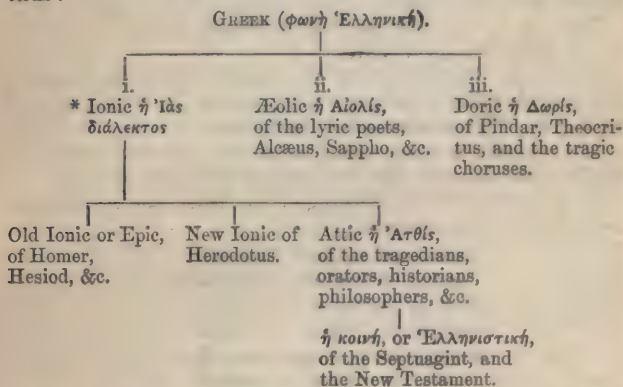 GREEK (φωνὴ Ἑλληνική).
i.
* Ionic ἡ Ἰὰς
διάλεκτος
ii.
Æolic ἡ Αἰολίς,
of the lyric poets,
Alcæus, Sappho, &c.
iii.
Doric ἡ Δωρίς,
of Pindar, Theocri-
tus, and the tragic
choruses.
Old Ionic or Epic,
of Homer,
Hesiod, &c.
New Ionic of
Herodotus.
Attic ἡ Ἀτθίς,
of the tragedians,
orators, historians,
philosophers, &c.
ἡ κοινή, or Ἑλληνιστική,
of the Septuagint, and
the New Testament.